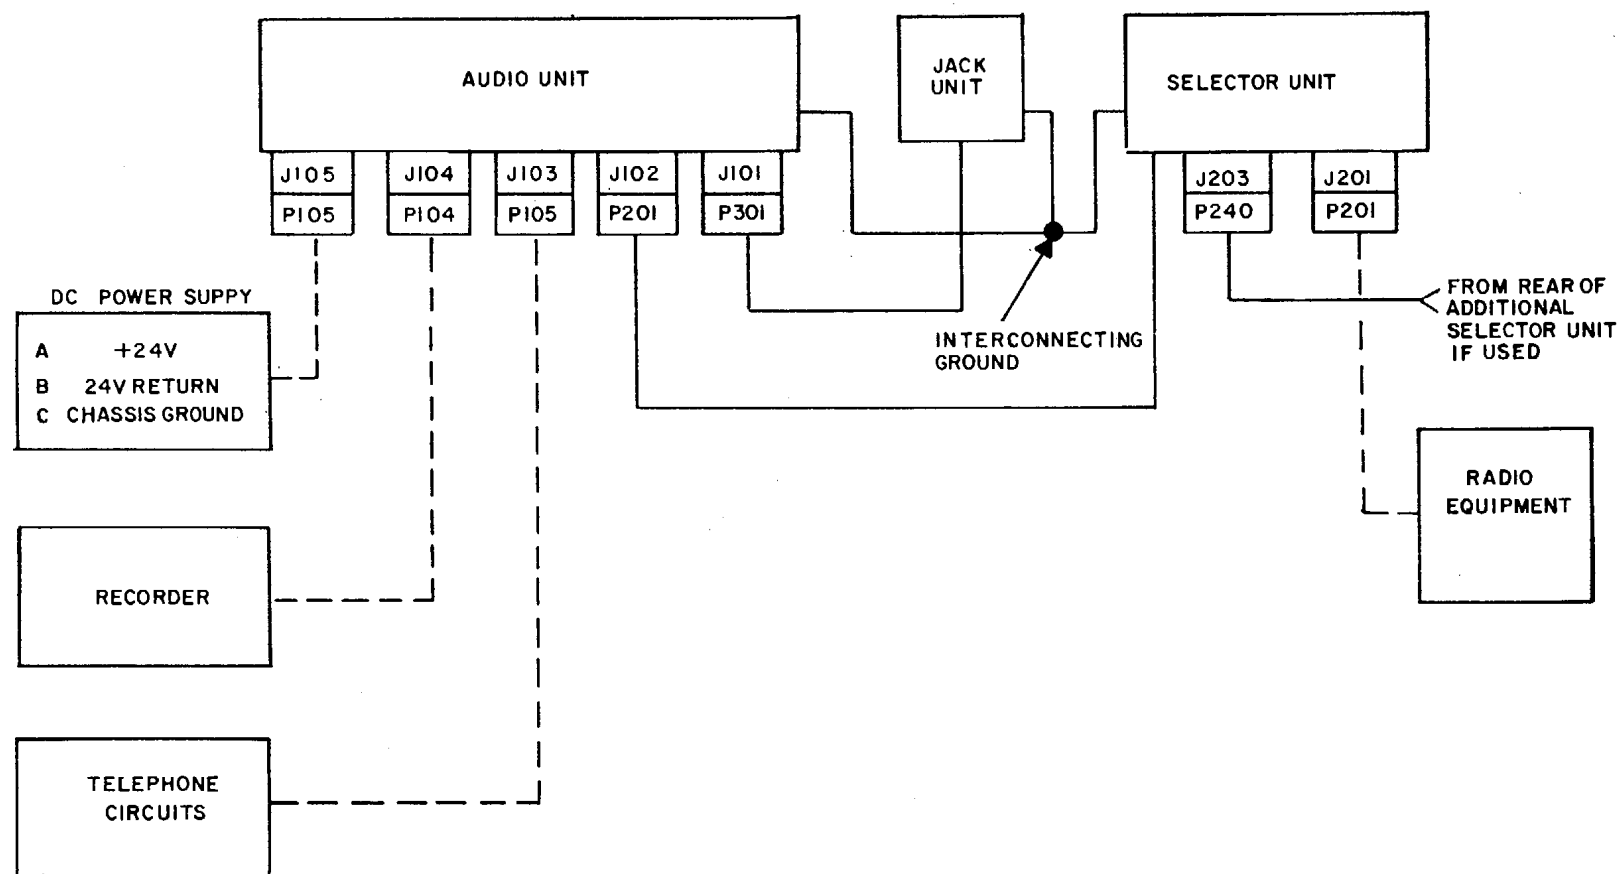 AUDIO UNIT
JACK
UNIT
SELECTOR UNIT
J105
J104
J103
J102
J101
J203
J201
P105
P104
P105
P201
P301
P240
P201
DC POWER SUPPY
A +24V
B 24V RETURN
C CHASSIS GROUND
INTERCONNECTING
GROUND
FROM REAR OF
ADDITIONAL
SELECTOR UNIT
IF USED
RADIO
EQUIPMENT
RECORDER
TELEPHONE
CIRCUITS